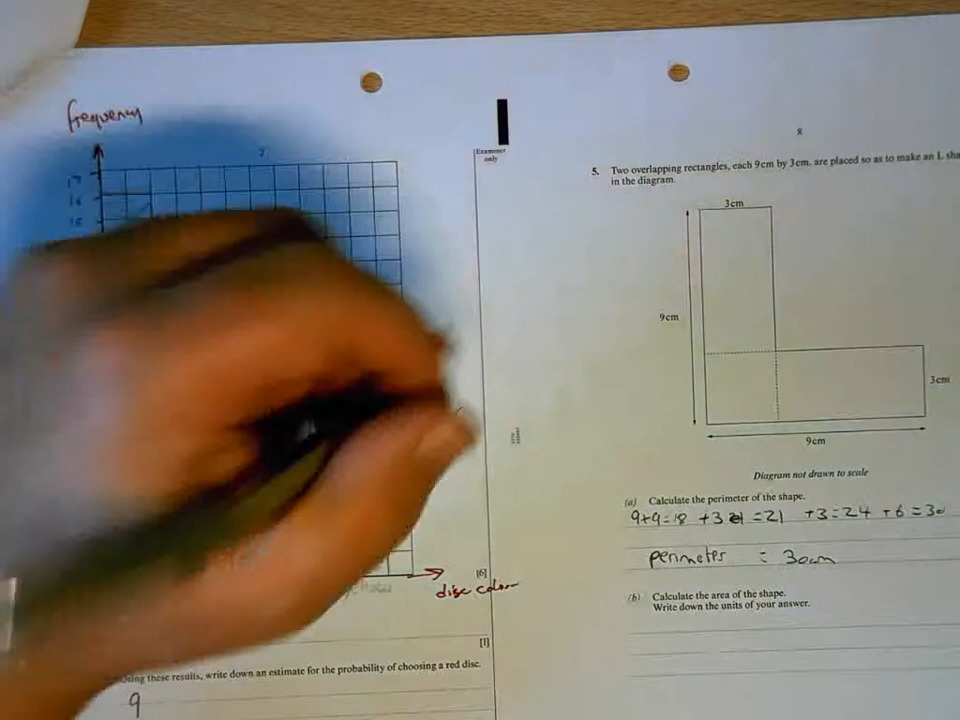 frequency
17
16
15
Examiner
only
[6]
disc color
[1]
using these results, write down an estimate for the probability of choosing a red disc.
9
8
5. Two overlapping rectangles, each 9cm by 3cm. are placed so as to make an L sha
in the diagram.
3cm
9cm
3cm
9cm
Diagram not drawn to scale
(a) Calculate the perimeter of the shape.
9+9=18 +3 =21 +3=24 +6=30
perimeter = 30cm
(b) Calculate the area of the shape.
Write down the units of your answer.